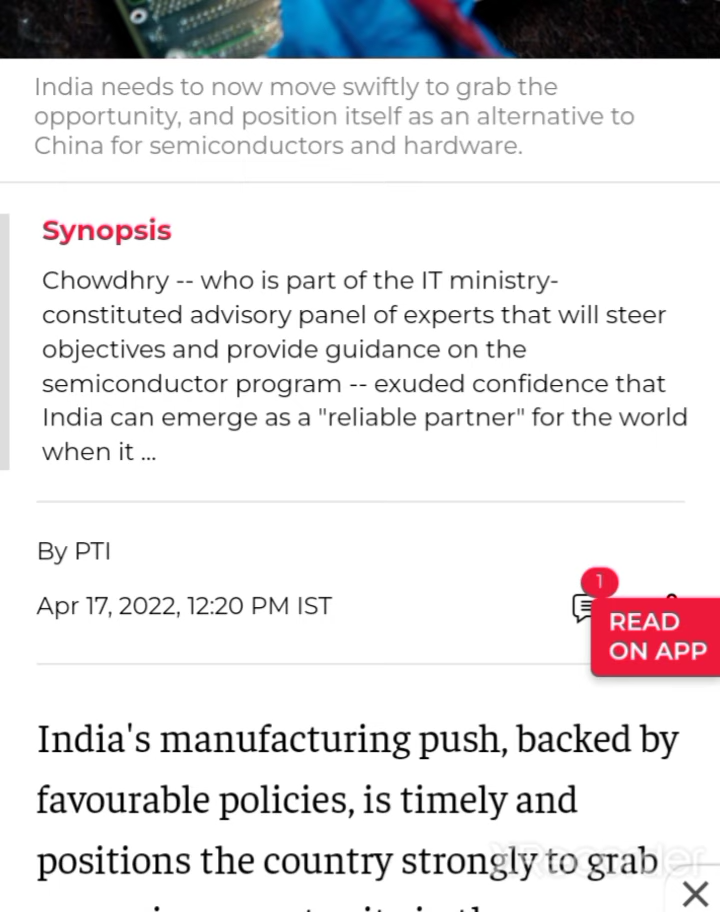 India needs to now move swiftly to grab the
opportunity, and position itself as an alternative to
China for semiconductors and hardware.
Synopsis
Chowdhry -- who is part of the IT ministry-
constituted advisory panel of experts that will steer
objectives and provide guidance on the
semiconductor program -- exuded confidence that
India can emerge as a "reliable partner" for the world
when it ...
By PTI
Apr 17, 2022, 12:20 PM IST
1
READ
ON APP
India's manufacturing push, backed by
favourable policies, is timely and
positions the country strongly to grab